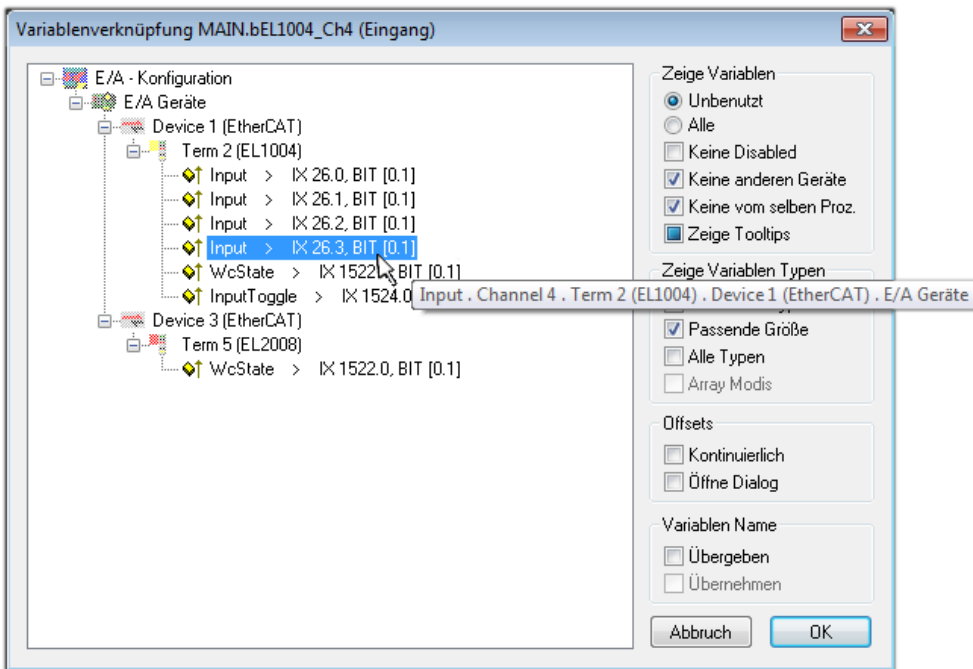 Variablenverknüpfung MAIN.bEL1004_Ch4 (Eingang)
E/A - Konfiguration
E/A Geräte
Device 1 (EtherCAT)
Term 2 (EL1004)
Input > IX 26.0, BIT [0.1]
Input > IX 26.1, BIT [0.1]
Input > IX 26.2, BIT [0.1]
Input > IX 26.3, BIT [0.1]
WcState > IX 1522. BIT [0.1]
InputToggle > IX 1524.0
Input . Channel 4 . Term 2 (EL1004) . Device 1 (EtherCAT) . E/A Geräte
Device 3 (EtherCAT)
Term 5 (EL2008)
WcState > IX 1522.0, BIT [0.1]
Zeige Variablen
Unbenutzt
Alle
Keine Disabled
Keine anderen Geräte
Keine vom selben Proz.
Zeige Tooltips
Zeige Variablen Typen
Passende Größe
Alle Typen
Array Modis
Offsets
Kontinuierlich
Öffne Dialog
Variablen Name
Übergeben
Übernehmen
Abbruch
OK